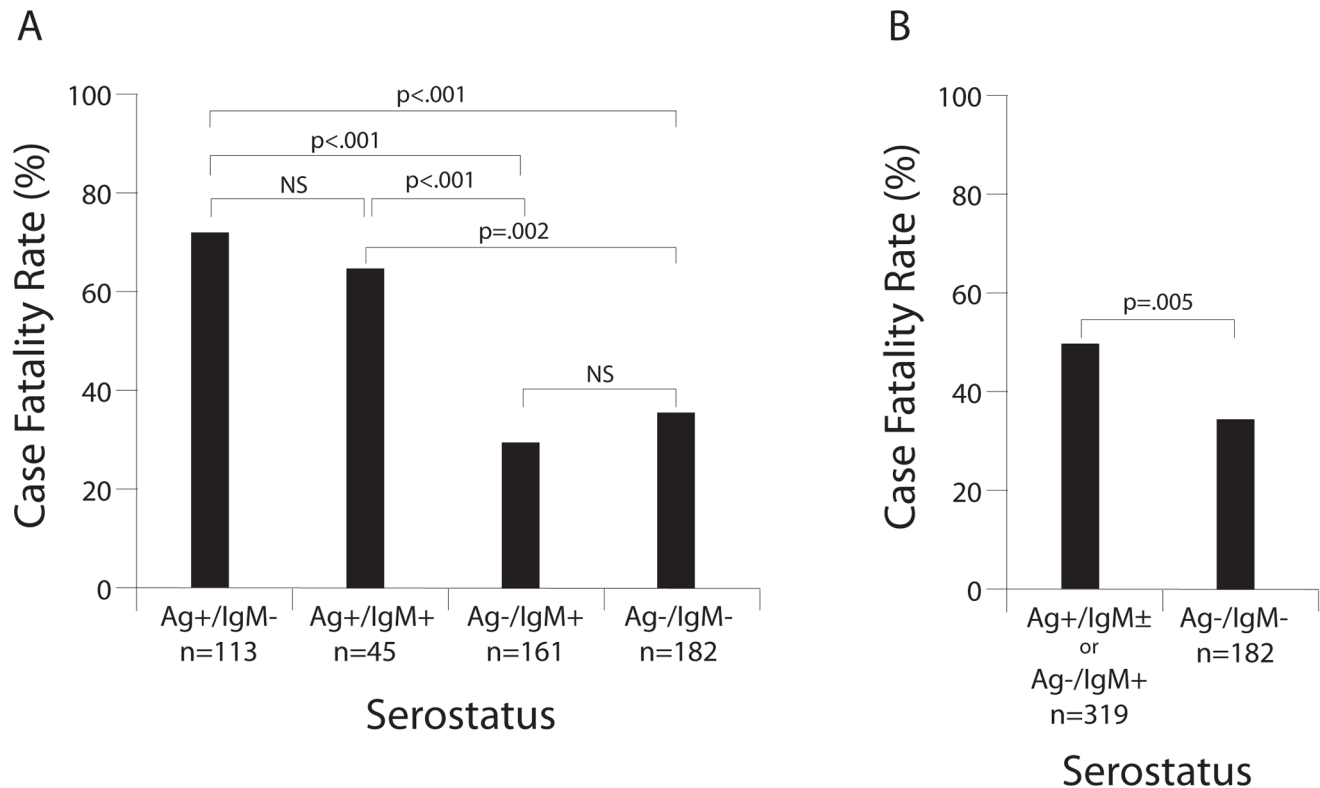 A
Case Fatality Rate (%)
100
80
60
40
20
0
p<.001
p<.001
NS
p<.001
p=.002
NS
Ag+/IgM-
n=113
Ag+/IgM+
n=45
Ag-/IgM+
n=161
Ag-/IgM-
n=182
Serostatus
B
Case Fatality Rate (%)
100
80
60
40
20
0
p=.005
Ag+/IgM±
or
Ag-/IgM+
n=319
Ag-/IgM-
n=182
Serostatus